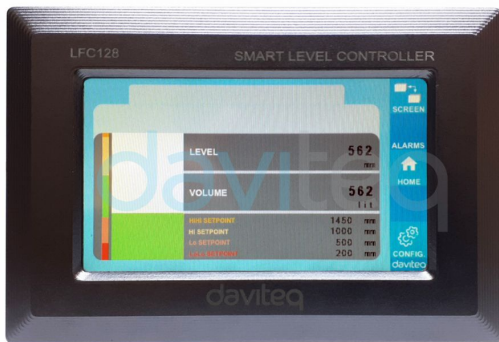 LFC128
SMART LEVEL CONTROLLER
SCREEN
ALARMS
HOME
CONFIG
daviteq
LEVEL 562
mm
VOLUME 562
lit
HiHi SETPOINT 1450 mm
Hi SETPOINT 1000 mm
Lo SETPOINT 500 mm
200 mm
daviteq
daviteq